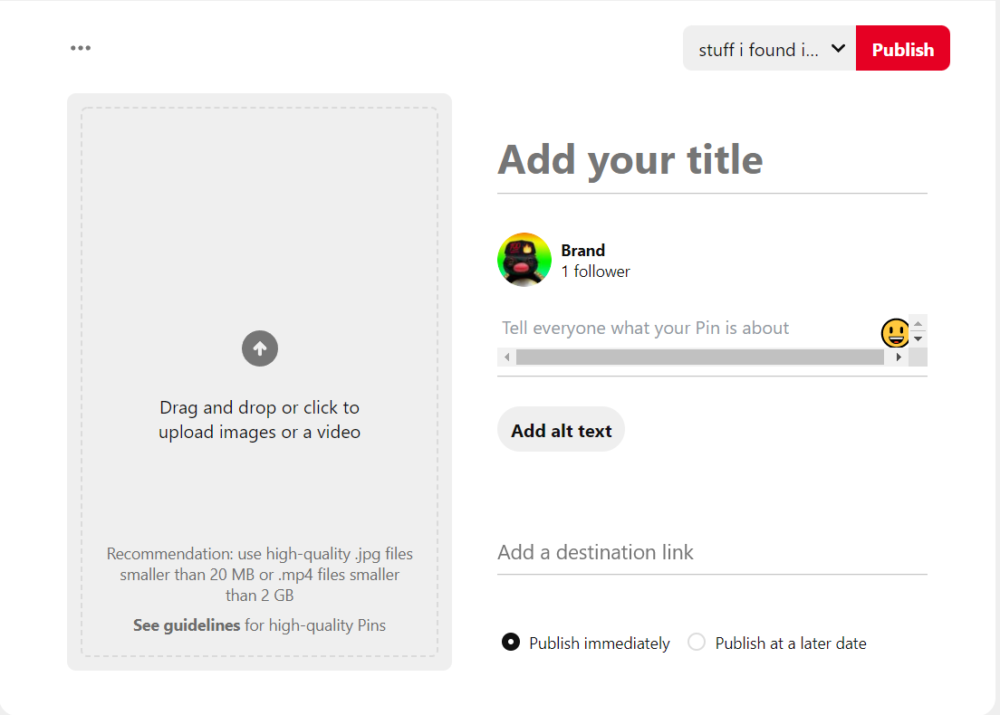 stuff i found i...
Publish
Add your title
Brand
1 follower
Tell everyone what your Pin is about
Drag and drop or click to
upload images or a video
Add alt text
Recommendation: use high-quality .jpg files
smaller than 20 MB or .mp4 files smaller
than 2 GB
See guidelines for high-quality Pins
Add a destination link
Publish immediately
Publish at a later date